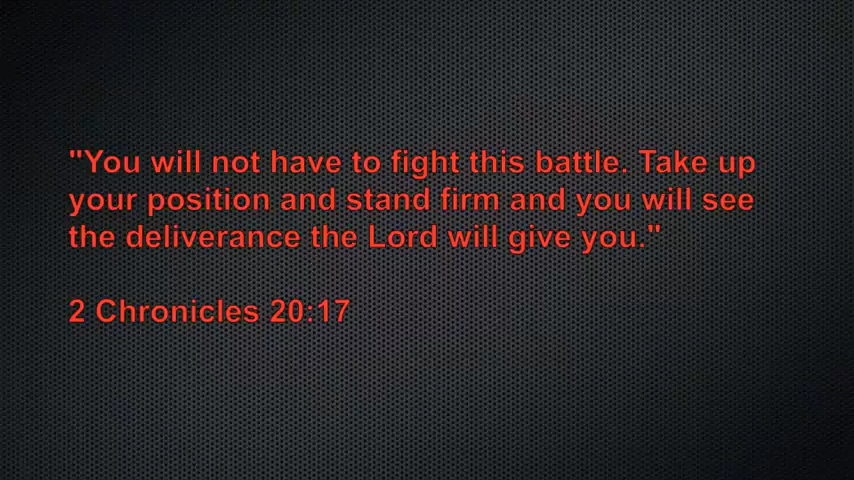 "You will not have to fight this battle. Take up
your position and stand firm and you will see
the deliverance the Lord will give you."
2 Chronicles 20:17